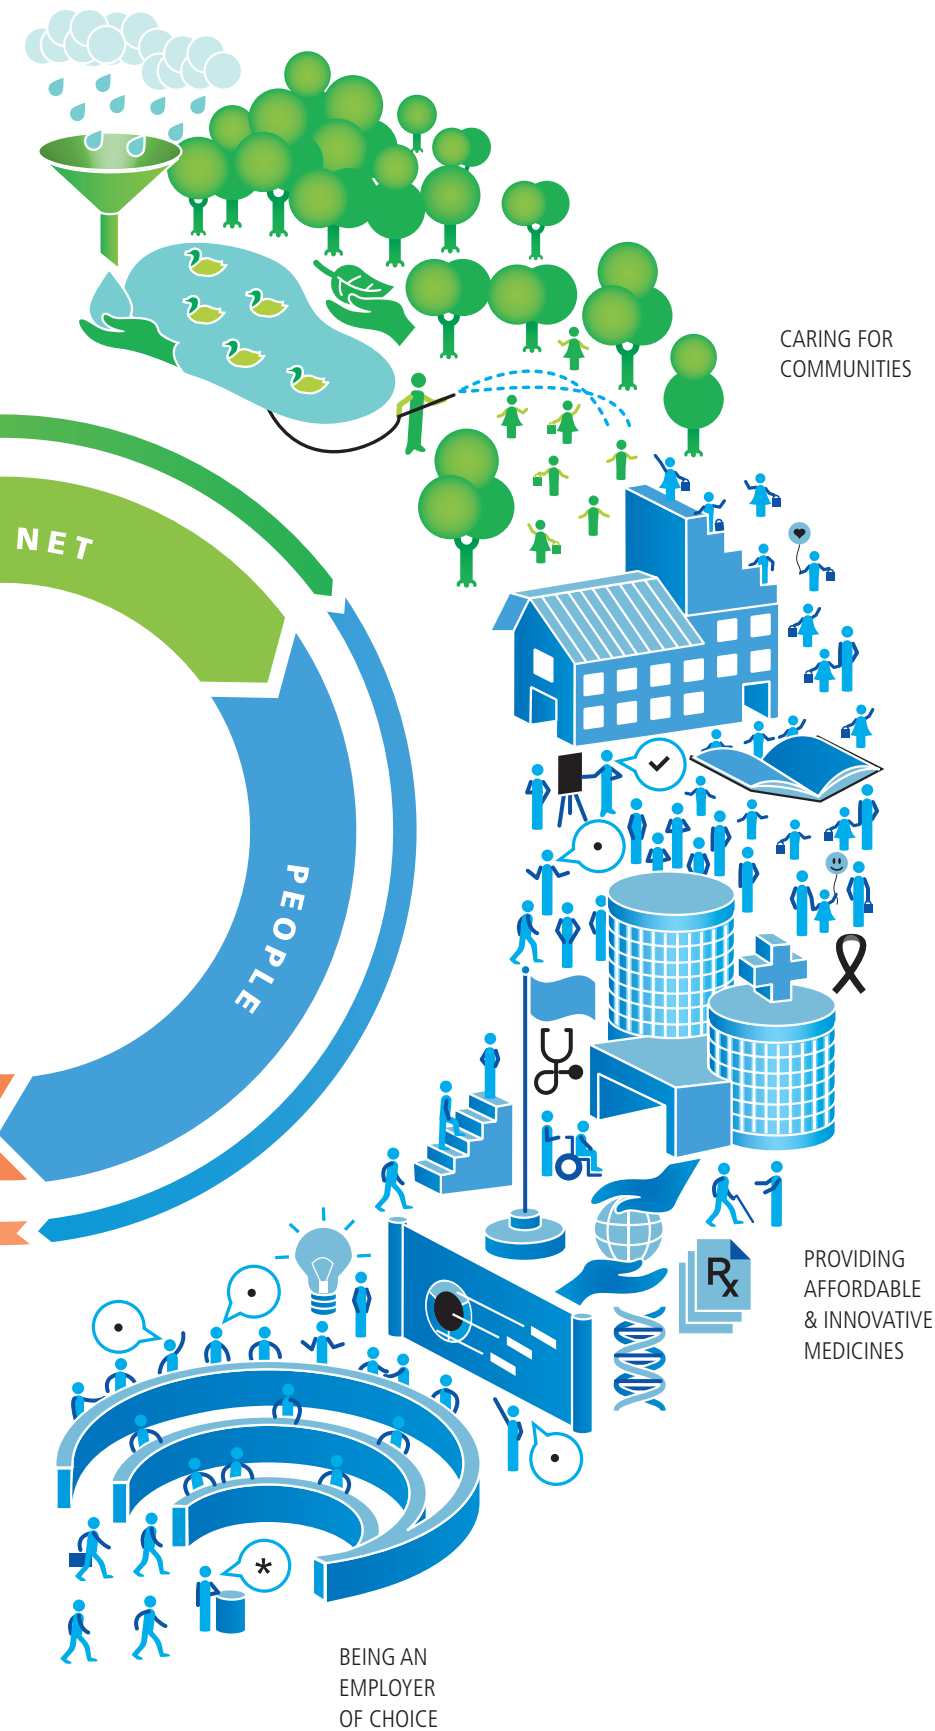 CARING FOR
COMMUNITIES
NET
PEOPLE
Rx
PROVIDING
AFFORDABLE
& INNOVATIVE
MEDICINES
*
BEING AN
EMPLOYER
OF CHOICE